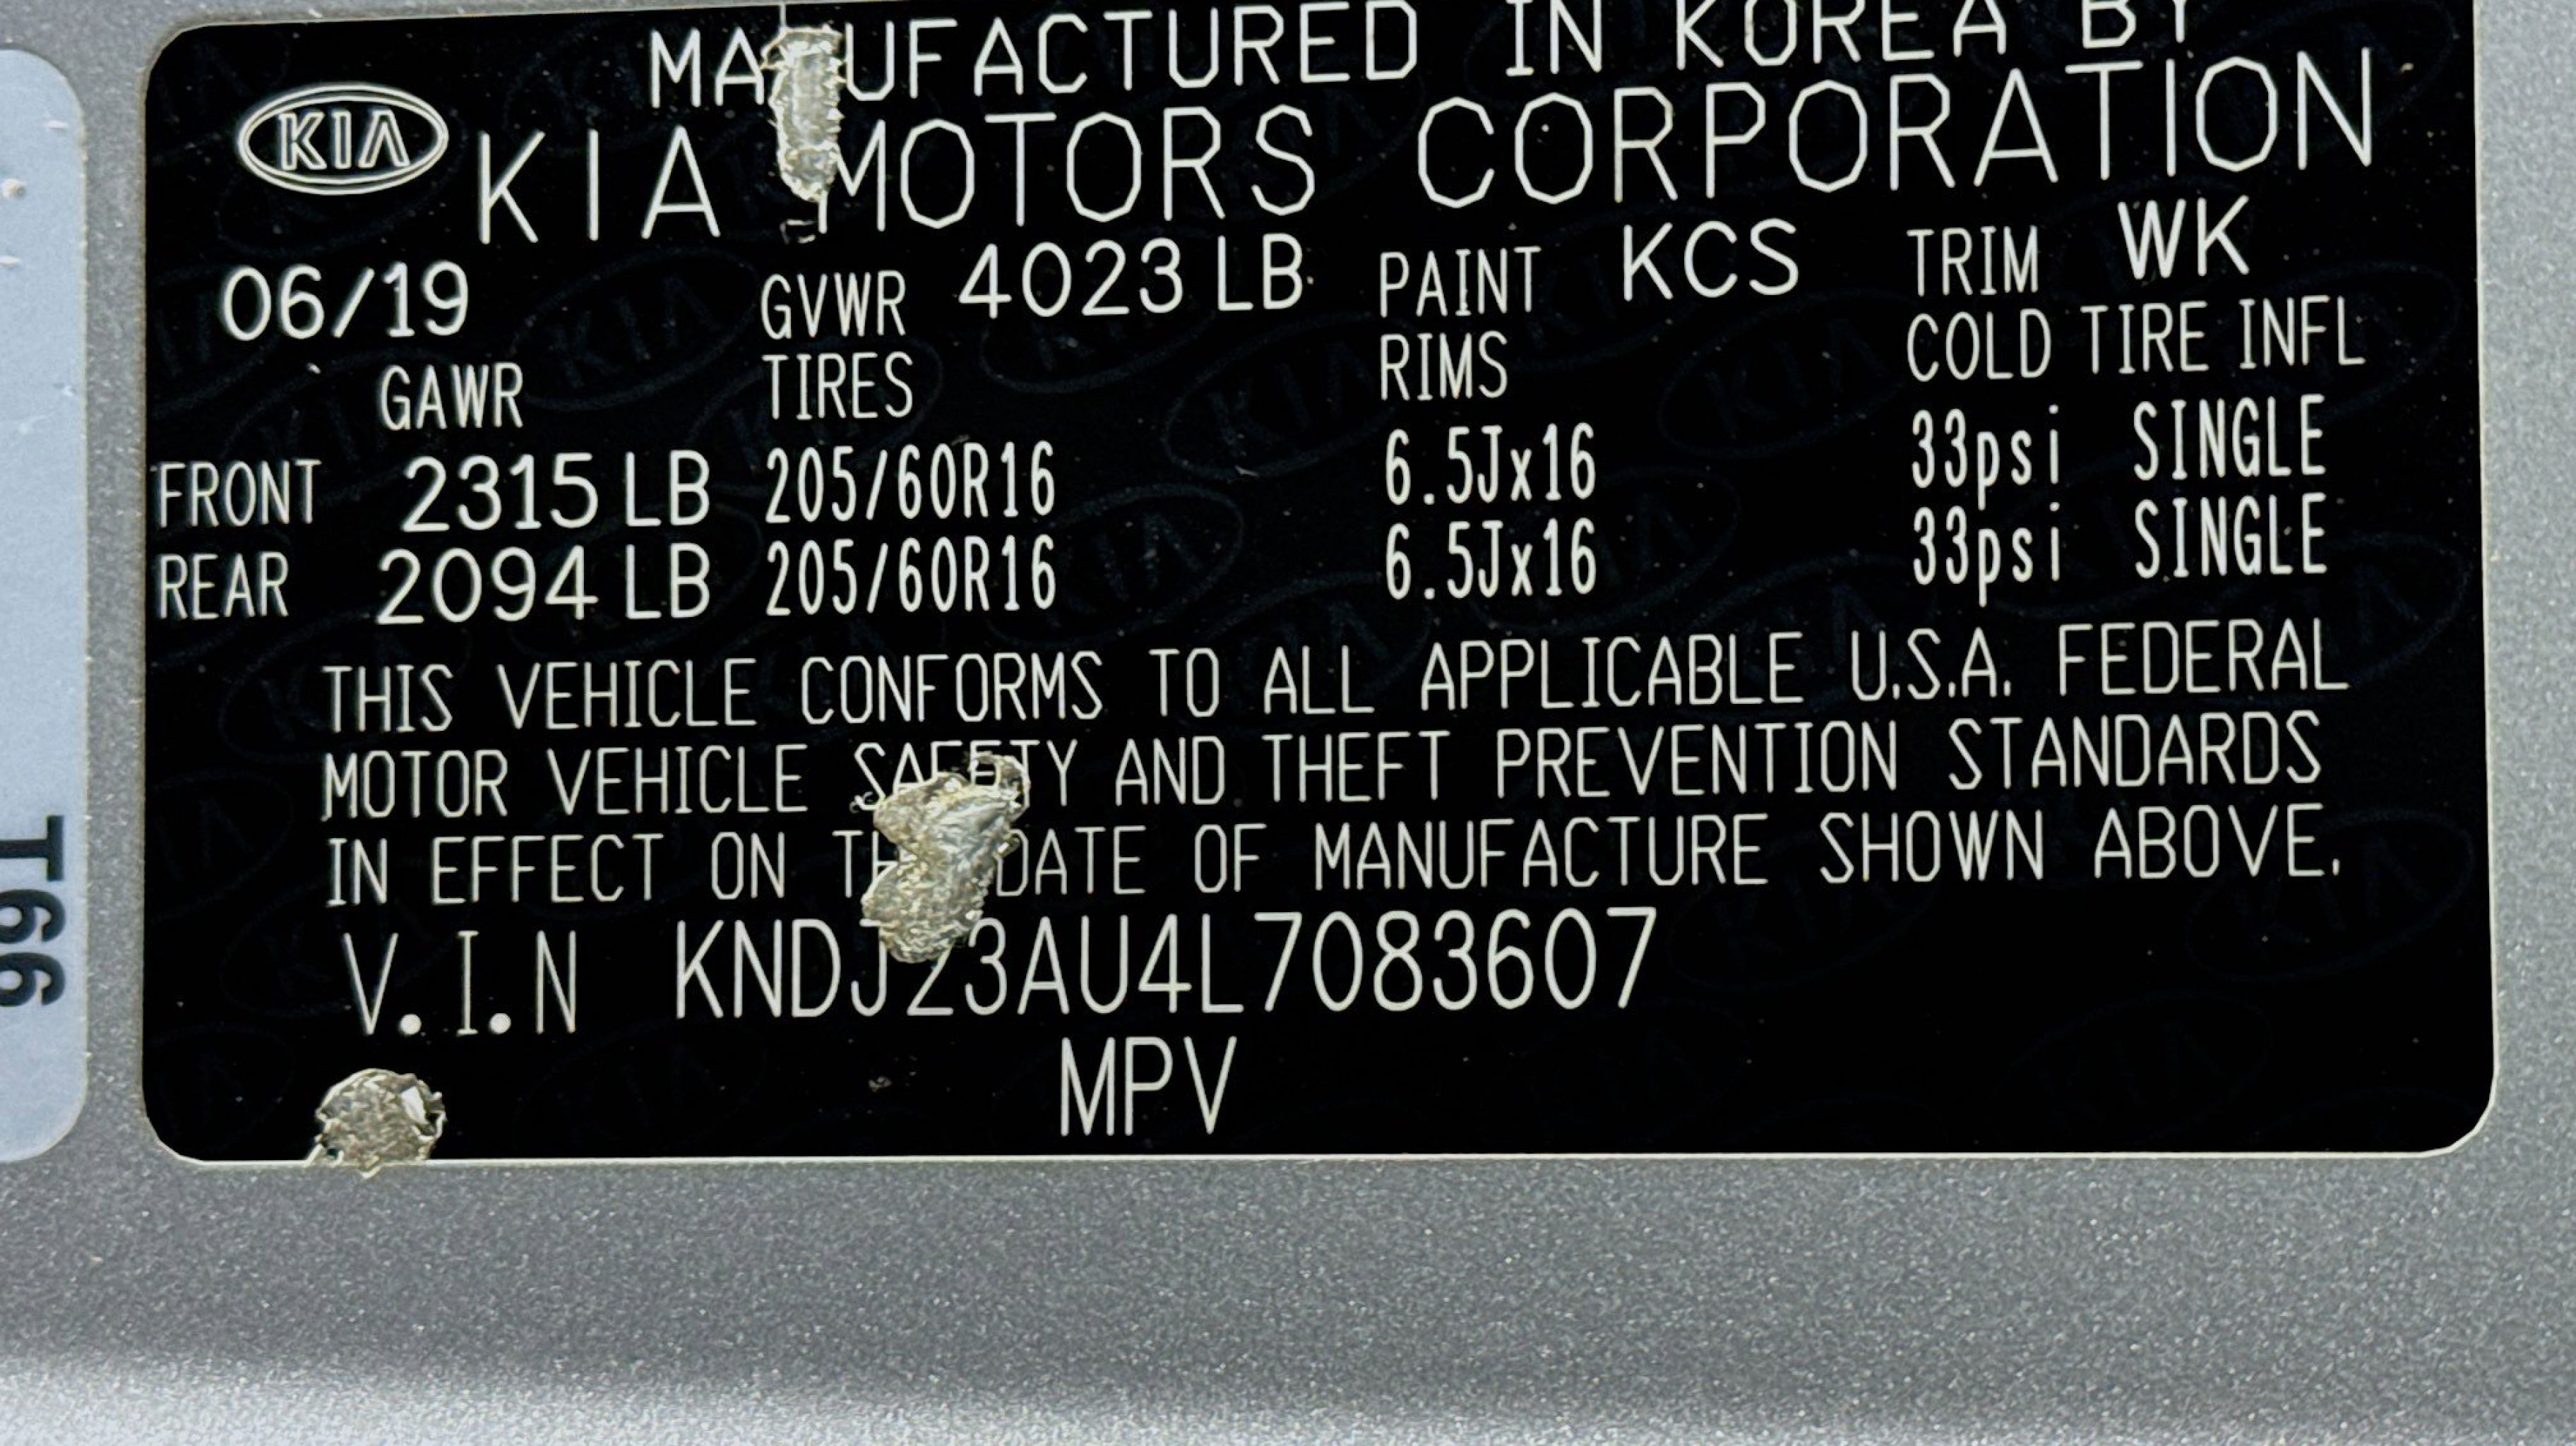 MANUFACTURED IN KOREA BY
KIA KIA MOTORS CORPORATION
06/19 GVWR 4023 LB PAINT KCS TRIM WK
GAWR TIRES RIMS COLD TIRE INFL
FRONT 2315 LB 205/60R16 6.5Jx16 33psi SINGLE
REAR 2094 LB 205/60R16 6.5Jx16 33psi SINGLE
THIS VEHICLE CONFORMS TO ALL APPLICABLE U.S.A. FEDERAL
MOTOR VEHICLE SAFETY AND THEFT PREVENTION STANDARDS
IN EFFECT ON THE DATE OF MANUFACTURE SHOWN ABOVE.
V.I.N KNDJ23AU4L7083607
MPV
T66